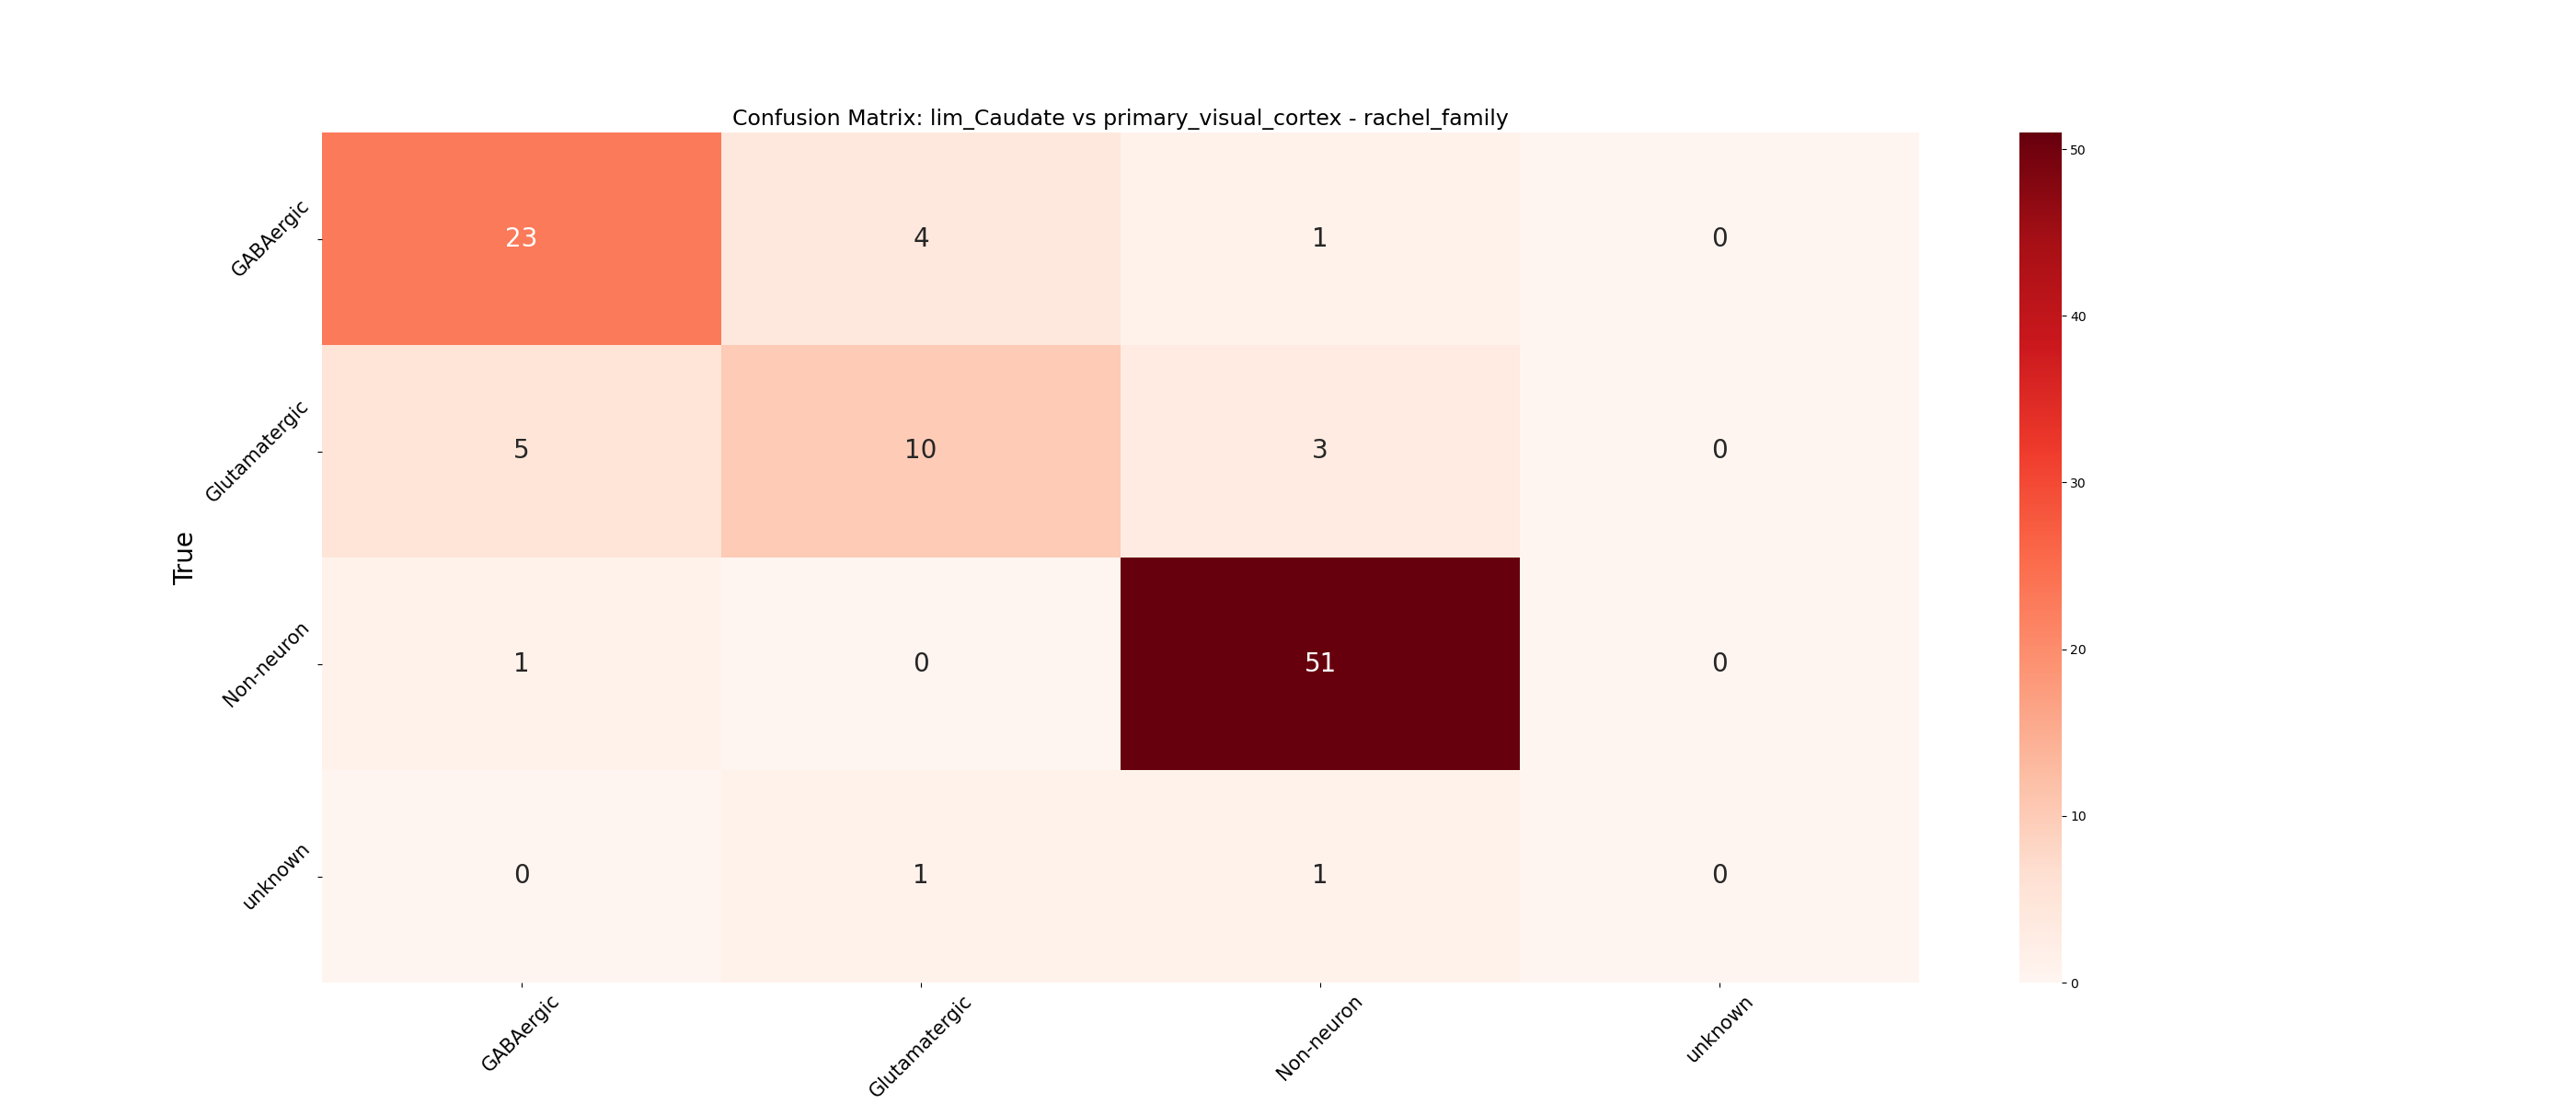 Confusion Matrix: lim_Caudate vs primary_visual_cortex - rachel_family
GABAergic 23 4 1 0
Glutamatergic 5 10 3 0
Non-neuron 1 0 51 0
unknown 0 1 1 0
True
GABAergic Glutamatergic Non-neuron unknown
50
40
30
20
10
0